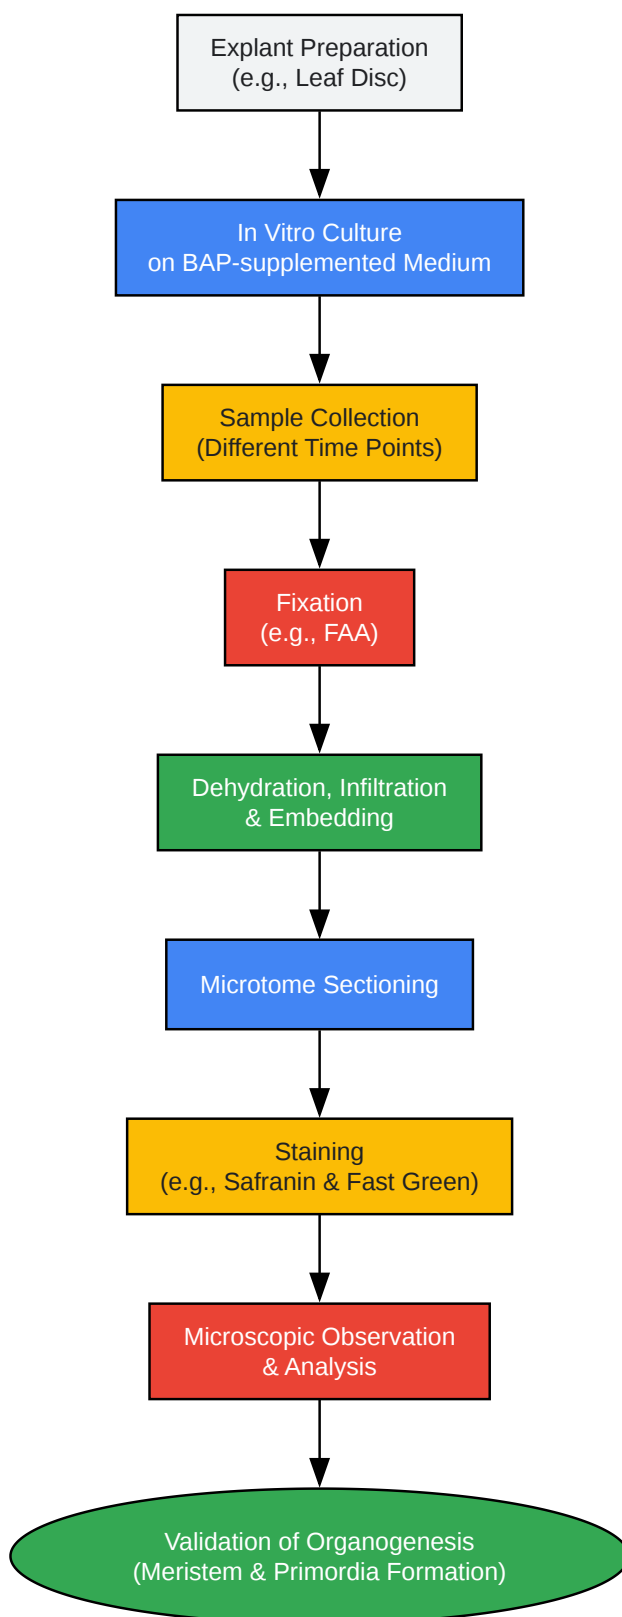 Explant Preparation
(e.g., Leaf Disc)
In Vitro Culture
on BAP-supplemented Medium
Sample Collection
(Different Time Points)
Fixation
(e.g., FAA)
Dehydration, Infiltration
& Embedding
Microtome Sectioning
Staining
(e.g., Safranin & Fast Green)
Microscopic Observation
& Analysis
Validation of Organogenesis
(Meristem & Primordia Formation)